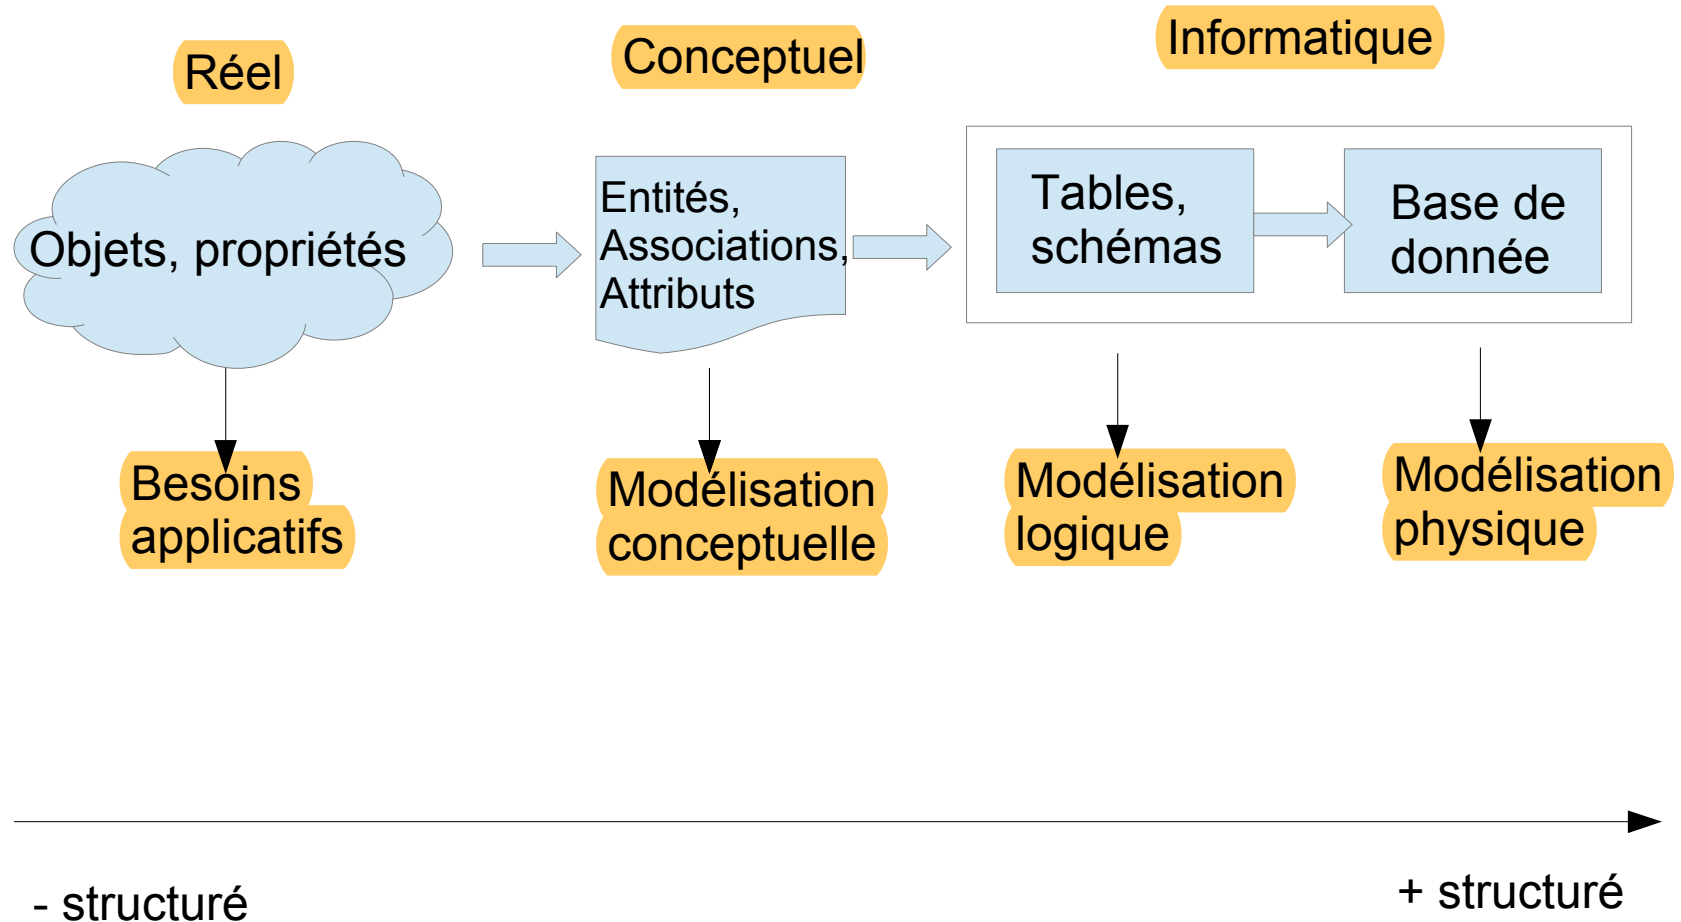 Réel
Conceptuel
Informatique
Objets, propriétés
Entités,
Associations,
Attributs
Tables,
schémas
Base de
donnée
Besoins
applicatifs
Modélisation
conceptuelle
Modélisation
logique
Modélisation
physique
- structuré
+ structuré